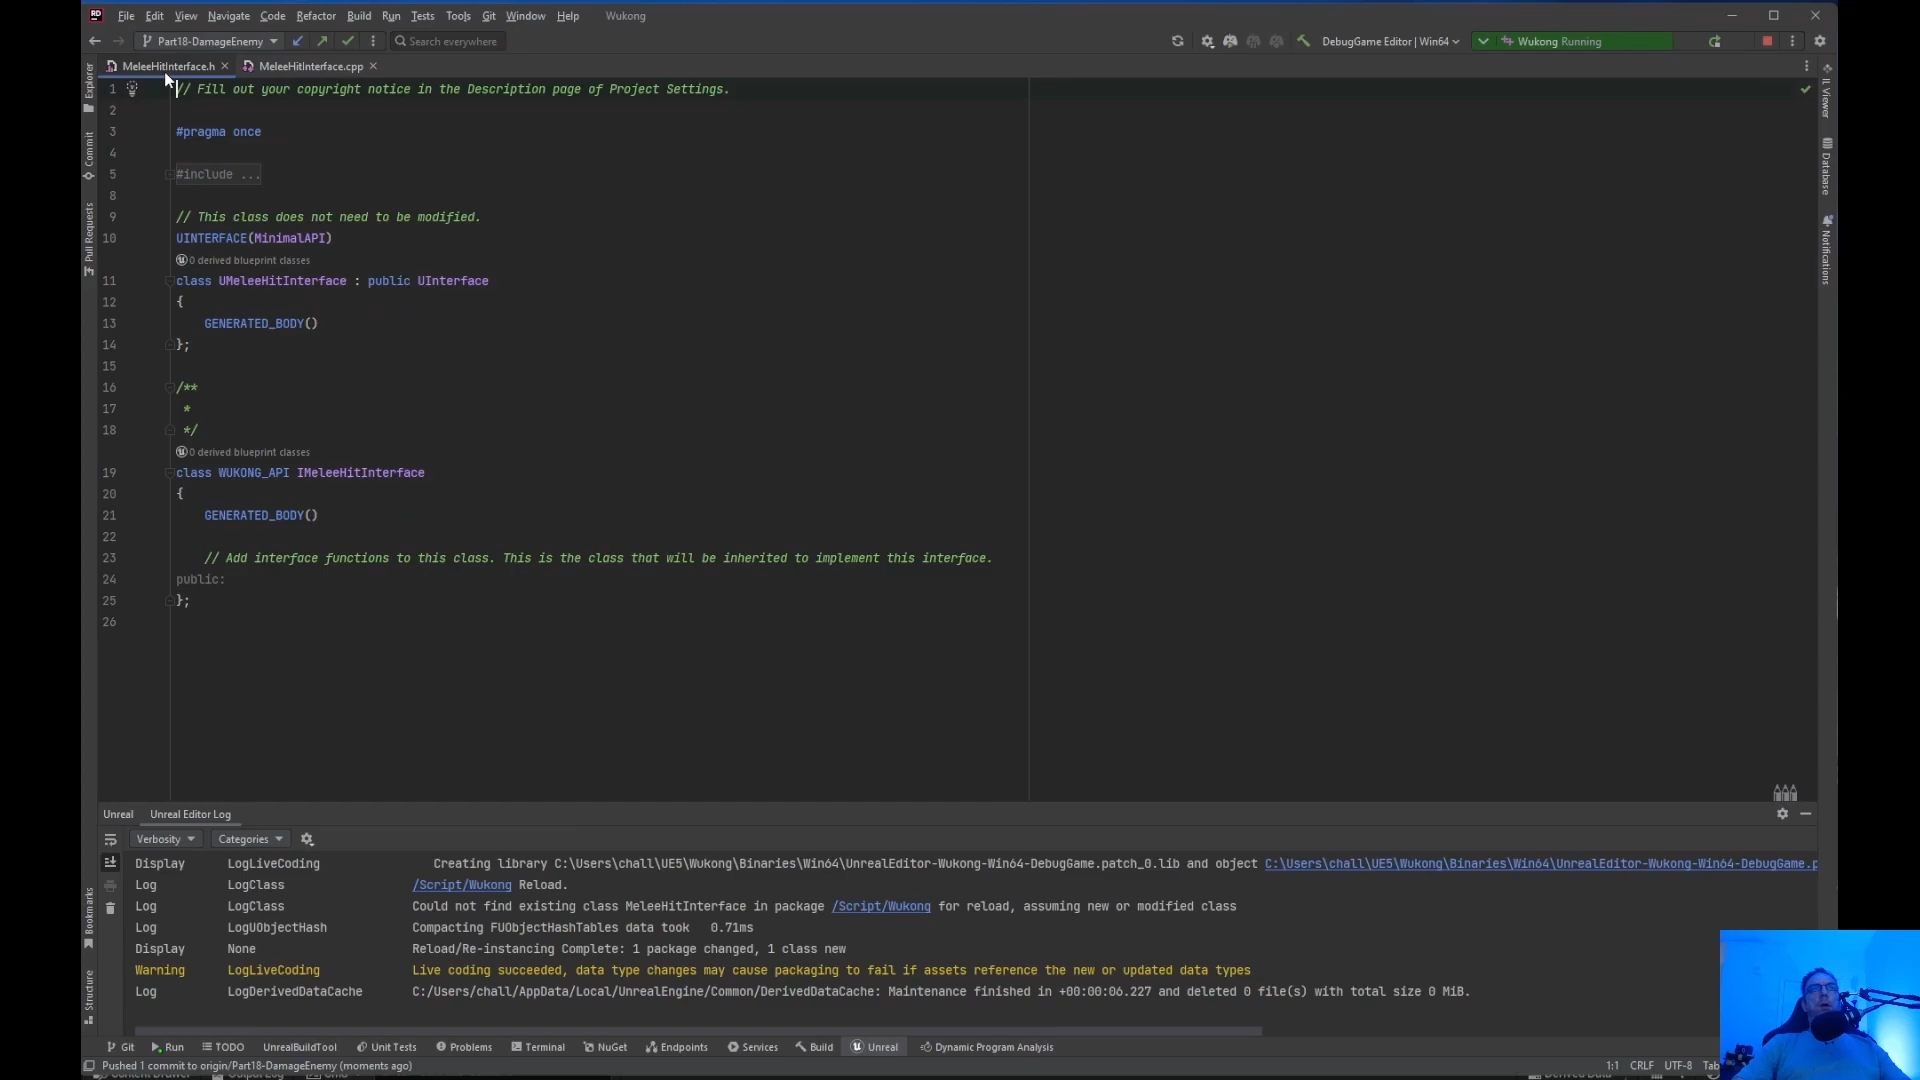 RD File Edit View Navigate Code Refactor Build Run Tests Tools Git Window Help Wukong
Part18-DamageEnemy Search everywhere DebugGame Editor | Win64 Wukong Running
MeleeHitInterface.h MeleeHitInterface.cpp
1 // Fill out your copyright notice in the Description page of Project Settings.
2
3 #pragma once
4
5 #include ...
8
9 // This class does not need to be modified.
10 UINTERFACE(MinimalAPI)
0 derived blueprint classes
11 class UMeleeHitInterface : public UInterface
12 {
13 GENERATED_BODY()
14 };
15
16 /**
17 *
18 */
0 derived blueprint classes
19 class WUKONG_API IMeleeHitInterface
20 {
21 GENERATED_BODY()
22
23 // Add interface functions to this class. This is the class that will be inherited to implement this interface.
24 public:
25 };
26
Explorer
Commit
Pull Requests
Bookmarks
Structure
IL Viewer
Database
Notifications
Unreal Unreal Editor Log
Verbosity Categories
Display LogLiveCoding Creating library C:\Users\chall\UE5\Wukong\Binaries\Win64\UnrealEditor-Wukong-Win64-DebugGame.patch_0.lib and object C:\Users\chall\UE5\Wukong\Binaries\Win64\UnrealEditor-Wukong-Win64-DebugGame.p
Log LogClass /Script/Wukong Reload.
Log LogClass Could not find existing class MeleeHitInterface in package /Script/Wukong for reload, assuming new or modified class
Log LogUObjectHash Compacting FUObjectHashTables data took 0.71ms
Display None Reload/Re-instancing Complete: 1 package changed, 1 class new
Warning LogLiveCoding Live coding succeeded, data type changes may cause packaging to fail if assets reference the new or updated data types
Log LogDerivedDataCache C:/Users/chall/AppData/Local/UnrealEngine/Common/DerivedDataCache: Maintenance finished in +00:00:06.227 and deleted 0 file(s) with total size 0 MiB.
Git Run TODO UnrealBuildTool Unit Tests Problems Terminal NuGet Endpoints Services Build Unreal Dynamic Program Analysis
Pushed 1 commit to origin/Part18-DamageEnemy (moments ago) 1:1 CRLF UTF-8 Tab